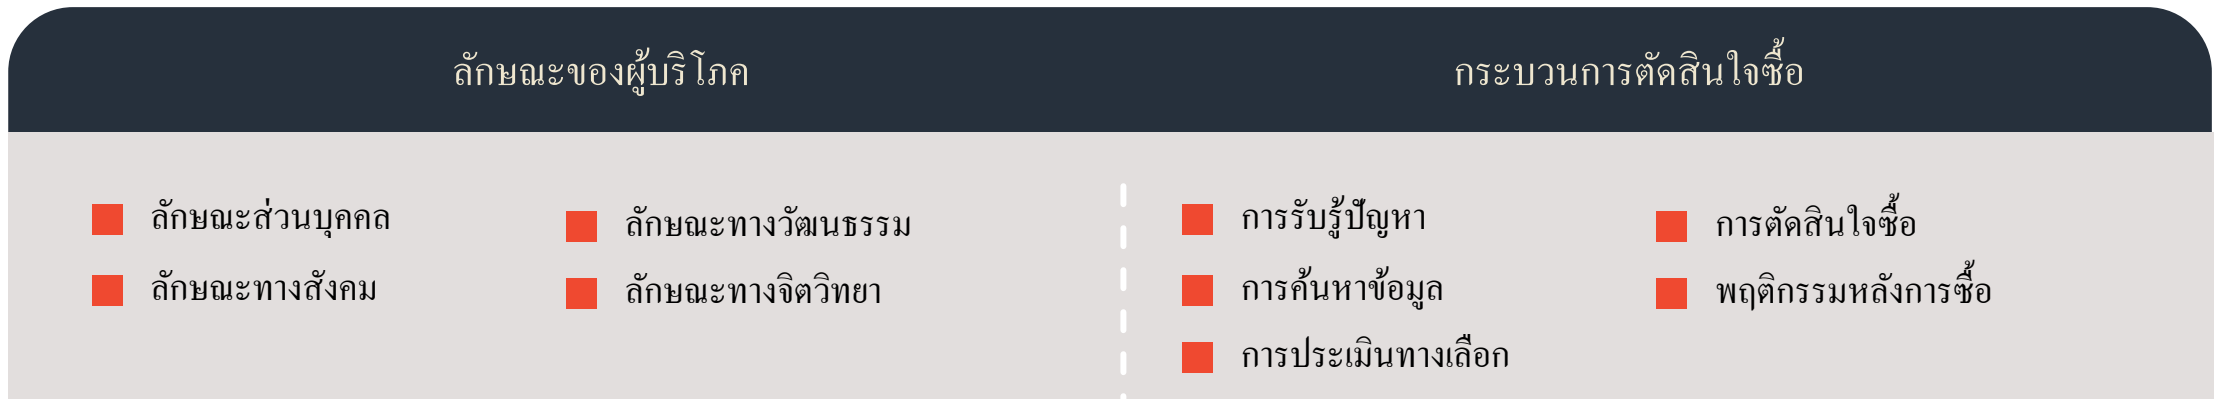 ลักษณะของผู้บริโภค
กระบวนการตัดสินใจซื้อ
ลักษณะส่วนบุคคล
ลักษณะทางสังคม
ลักษณะทางวัฒนธรรม
ลักษณะทางจิตวิทยา
การรับรู้ปัญหา
การค้นหาข้อมูล
การประเมินทางเลือก
การตัดสินใจซื้อ
พฤติกรรมหลังการซื้อ